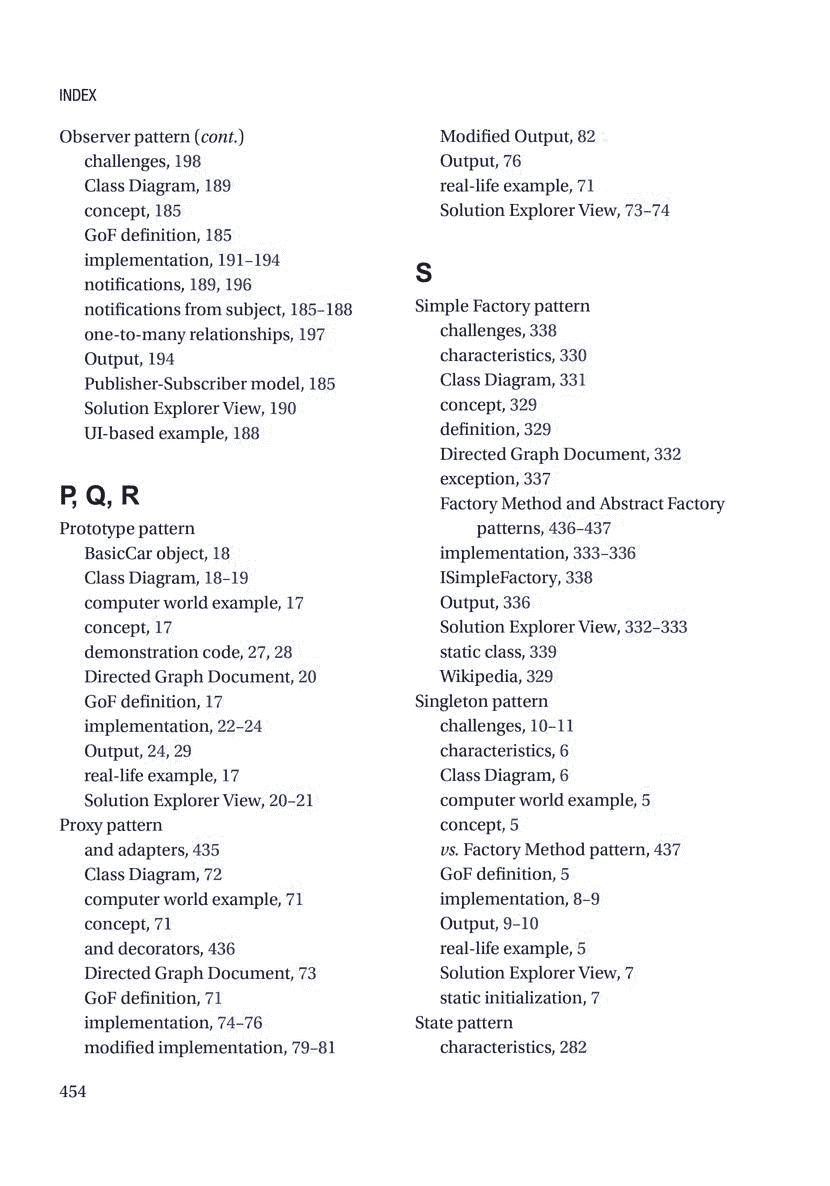 INDEX
Observer pattern (cont.)
challenges, 198
Class Diagram, 189
concept, 185
GoF definition, 185
implementation, 191–194
notifications, 189, 196
notifications from subject, 185–188
one-to-many relationships, 197
Output, 194
Publisher-Subscriber model, 185
Solution Explorer View, 190
UI-based example, 188
P, Q, R
Prototype pattern
BasicCar object, 18
Class Diagram, 18–19
computer world example, 17
concept, 17
demonstration code, 27, 28
Directed Graph Document, 20
GoF definition, 17
implementation, 22–24
Output, 24, 29
real-life example, 17
Solution Explorer View, 20–21
Proxy pattern
and adapters, 435
Class Diagram, 72
computer world example, 71
concept, 71
and decorators, 436
Directed Graph Document, 73
GoF definition, 71
implementation, 74–76
modified implementation, 79–81
Modified Output, 82
Output, 76
real-life example, 71
Solution Explorer View, 73–74
S
Simple Factory pattern
challenges, 338
characteristics, 330
Class Diagram, 331
concept, 329
definition, 329
Directed Graph Document, 332
exception, 337
Factory Method and Abstract Factory
patterns, 436–437
implementation, 333–336
ISimpleFactory, 338
Output, 336
Solution Explorer View, 332–333
static class, 339
Wikipedia, 329
Singleton pattern
challenges, 10–11
characteristics, 6
Class Diagram, 6
computer world example, 5
concept, 5
vs. Factory Method pattern, 437
GoF definition, 5
implementation, 8–9
Output, 9–10
real-life example, 5
Solution Explorer View, 7
static initialization, 7
State pattern
characteristics, 282
454